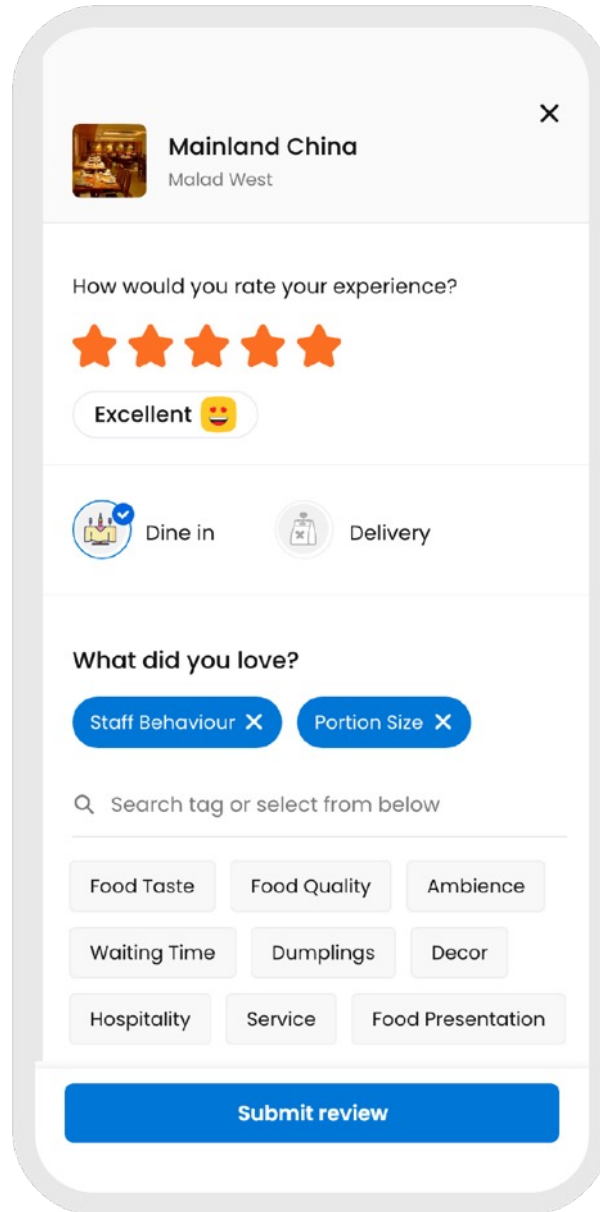 Mainland China
Malad West
How would you rate your experience?
Excellent
Dine in
Delivery
What did you love?
Staff Behaviour
Portion Size
Search tag or select from below
Food Taste
Food Quality
Ambience
Waiting Time
Dumplings
Decor
Hospitality
Service
Food Presentation
Submit review